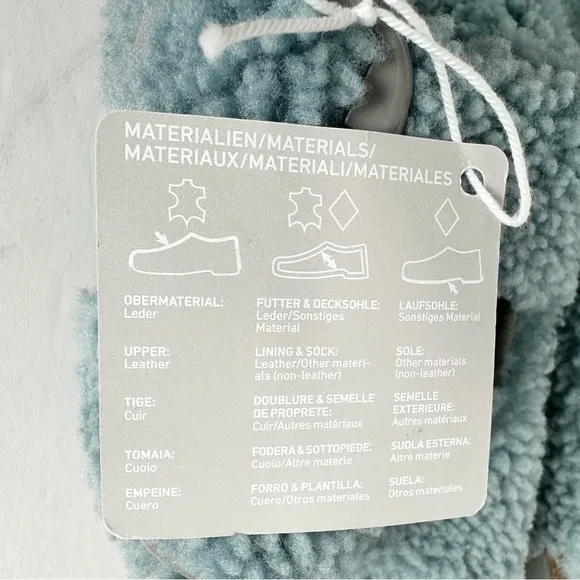 MATERIALIEN/MATERIALS/
MATERIAUX/MATERIALI/MATERIALES
OBERMATERIAL:
Leder
FUTTER & DECKSOHLE:
Leder/Sonstiges
Material
LAUFSOHLE:
Sonstiges Material
UPPER:
Leather
LINING & SOCK:
Leather/Other materi-
als (non-leather)
SOLE:
Other materials
(non-leather)
TIGE:
Cuir
DOUBLURE & SEMELLE
DE PROPRETE:
Cuir/Autres matériaux
SEMELLE
EXTERIEURE:
Autres matériaux
TOMAIA:
Cuoio
FODERA & SOTTOPIEDE:
Cuoio/Altre materie
SUOLA ESTERNA:
Altre materie
EMPEINE:
Cuero
FORRO & PLANTILLA:
Cuero/Otros materiales
SUELA:
Otros materiales